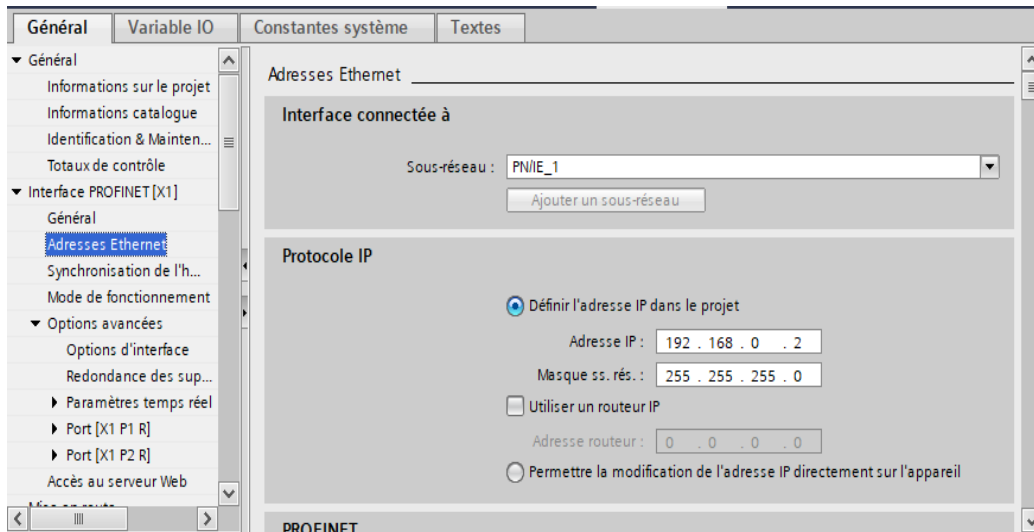 Général Variable IO Constantes système Textes
Général
Informations sur le projet
Informations catalogue
Identification & Mainten...
Totaux de contrôle
Interface PROFINET [X1]
Général
Adresses Ethernet
Synchronisation de l'h...
Mode de fonctionnement
Options avancées
Options d'interface
Redondance des sup...
Paramètres temps réel
Port [X1 P1 R]
Port [X1 P2 R]
Accès au serveur Web
Mise en route
Adresses Ethernet
Interface connectée à
Sous-réseau : PN/IE_1
Ajouter un sous-réseau
Protocole IP
Définir l'adresse IP dans le projet
Adresse IP : 192 . 168 . 0 . 2
Masque ss. rés. : 255 . 255 . 255 . 0
Utiliser un routeur IP
Adresse routeur : 0 . 0 . 0 . 0
Permettre la modification de l'adresse IP directement sur l'appareil
PROFINET